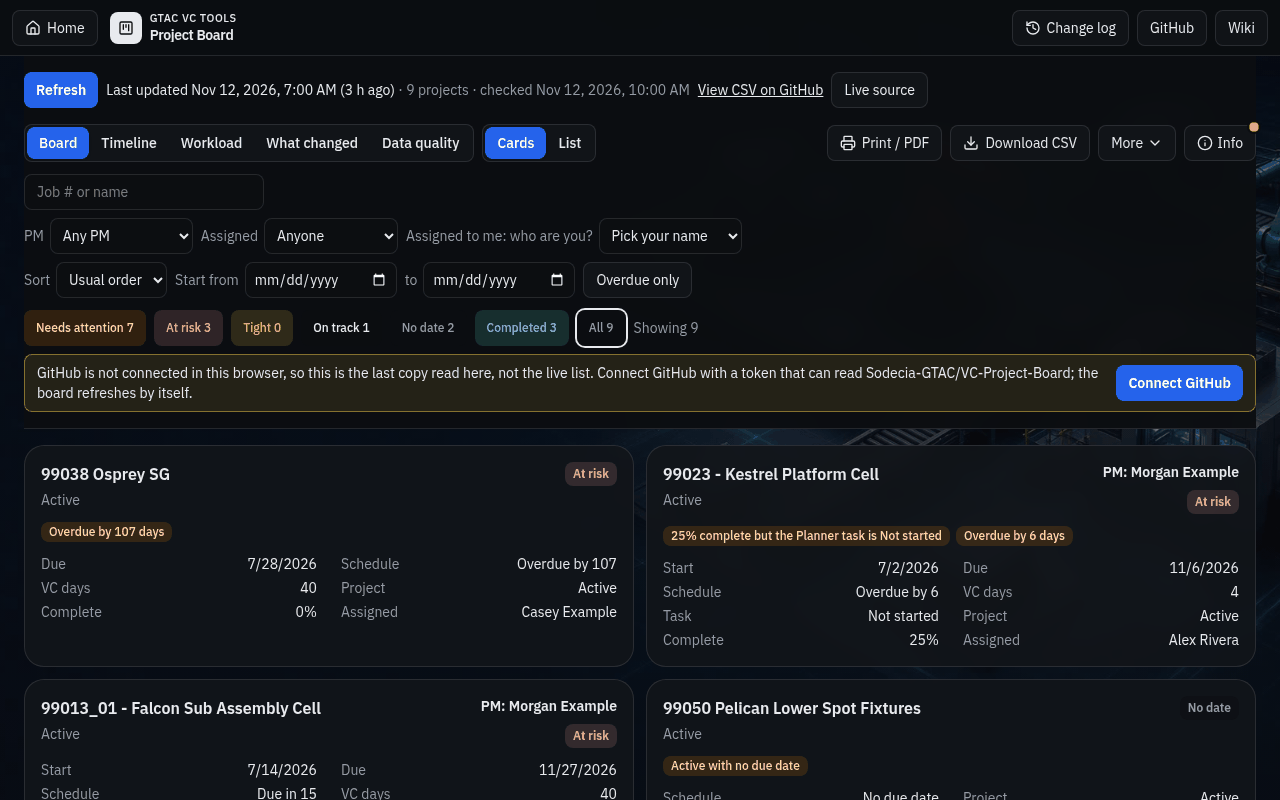 Home
GTAC VC TOOLS
Project Board
Change log
GitHub
Wiki
Refresh
Last updated Nov 12, 2026, 7:00 AM (3 h ago) · 9 projects · checked Nov 12, 2026, 10:00 AM
View CSV on GitHub
Live source
Board
Timeline
Workload
What changed
Data quality
Cards
List
Print / PDF
Download CSV
More
Info
Job # or name
PM
Any PM
Assigned
Anyone
Assigned to me: who are you?
Pick your name
Sort
Usual order
Start from
mm/dd/yyyy
to
mm/dd/yyyy
Overdue only
Needs attention 7
At risk 3
Tight 0
On track 1
No date 2
Completed 3
All 9
Showing 9
GitHub is not connected in this browser, so this is the last copy read here, not the live list. Connect GitHub with a token that can read Sodecia-GTAC/VC-Project-Board; the
board refreshes by itself.
Connect GitHub
99038 Osprey SG
At risk
Active
Overdue by 107 days
Due 7/28/2026 Schedule Overdue by 107
VC days 40 Project Active
Complete 0% Assigned Casey Example
99023 - Kestrel Platform Cell
PM: Morgan Example
Active
At risk
25% complete but the Planner task is Not started
Overdue by 6 days
Start 7/2/2026 Due 11/6/2026
Schedule Overdue by 6 VC days 4
Task Not started Project Active
Complete 25% Assigned Alex Rivera
99013_01 - Falcon Sub Assembly Cell
PM: Morgan Example
Active
At risk
Start 7/14/2026 Due 11/27/2026
Schedule Due in 15 VC days 40
99050 Pelican Lower Spot Fixtures
No date
Active
Active with no due date
Schedule No due date Project Active